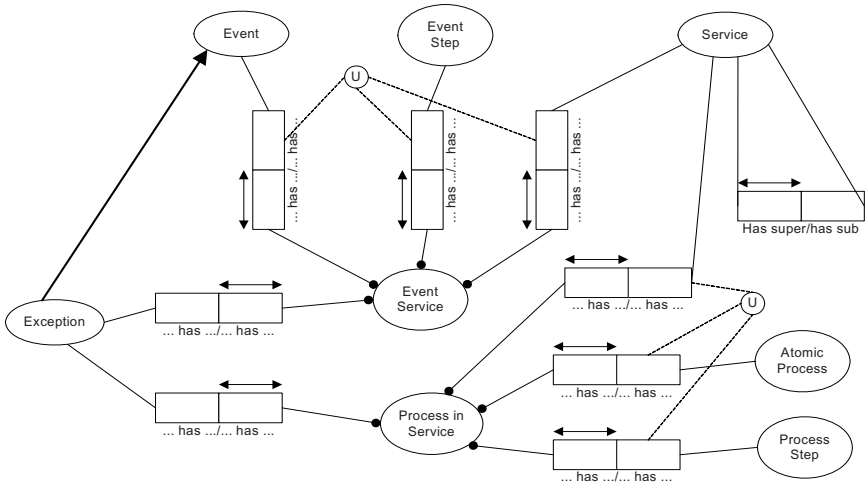 Event
Event
Step
Service
U
... has .../... has ...
... has .../... has ...
... has .../... has ...
Has super/has sub
Event
Service
... has .../... has ...
U
Exception
... has .../... has ...
Atomic
Process
... has .../... has ...
Process in
Service
... has .../... has ...
Process
Step
... has .../... has ...